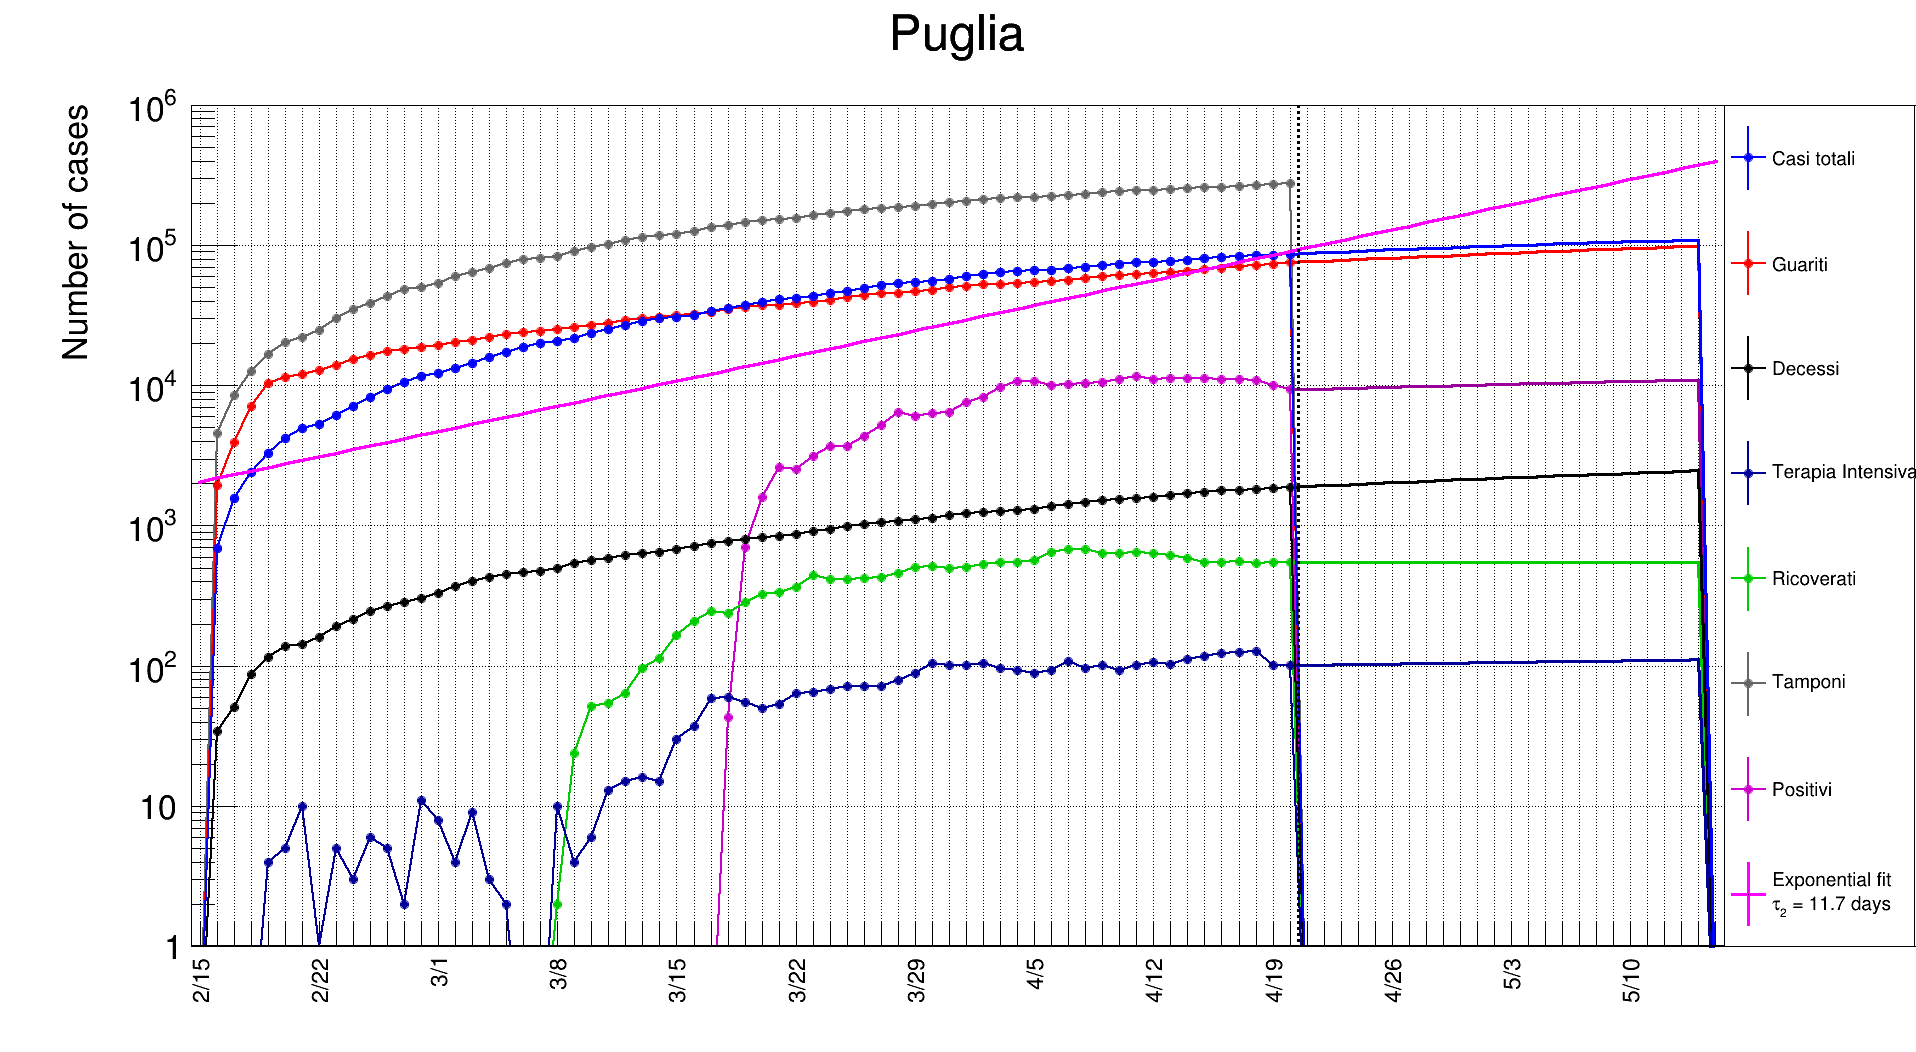 Puglia
Number of cases
10^6
10^5
10^4
10^3
10^2
10
1
2/15
2/22
3/1
3/8
3/15
3/22
3/29
4/5
4/12
4/19
4/26
5/3
5/10
Casi totali
Guariti
Decessi
Terapia Intensiva
Ricoverati
Tamponi
Positivi
Exponential fit
τ₂ = 11.7 days